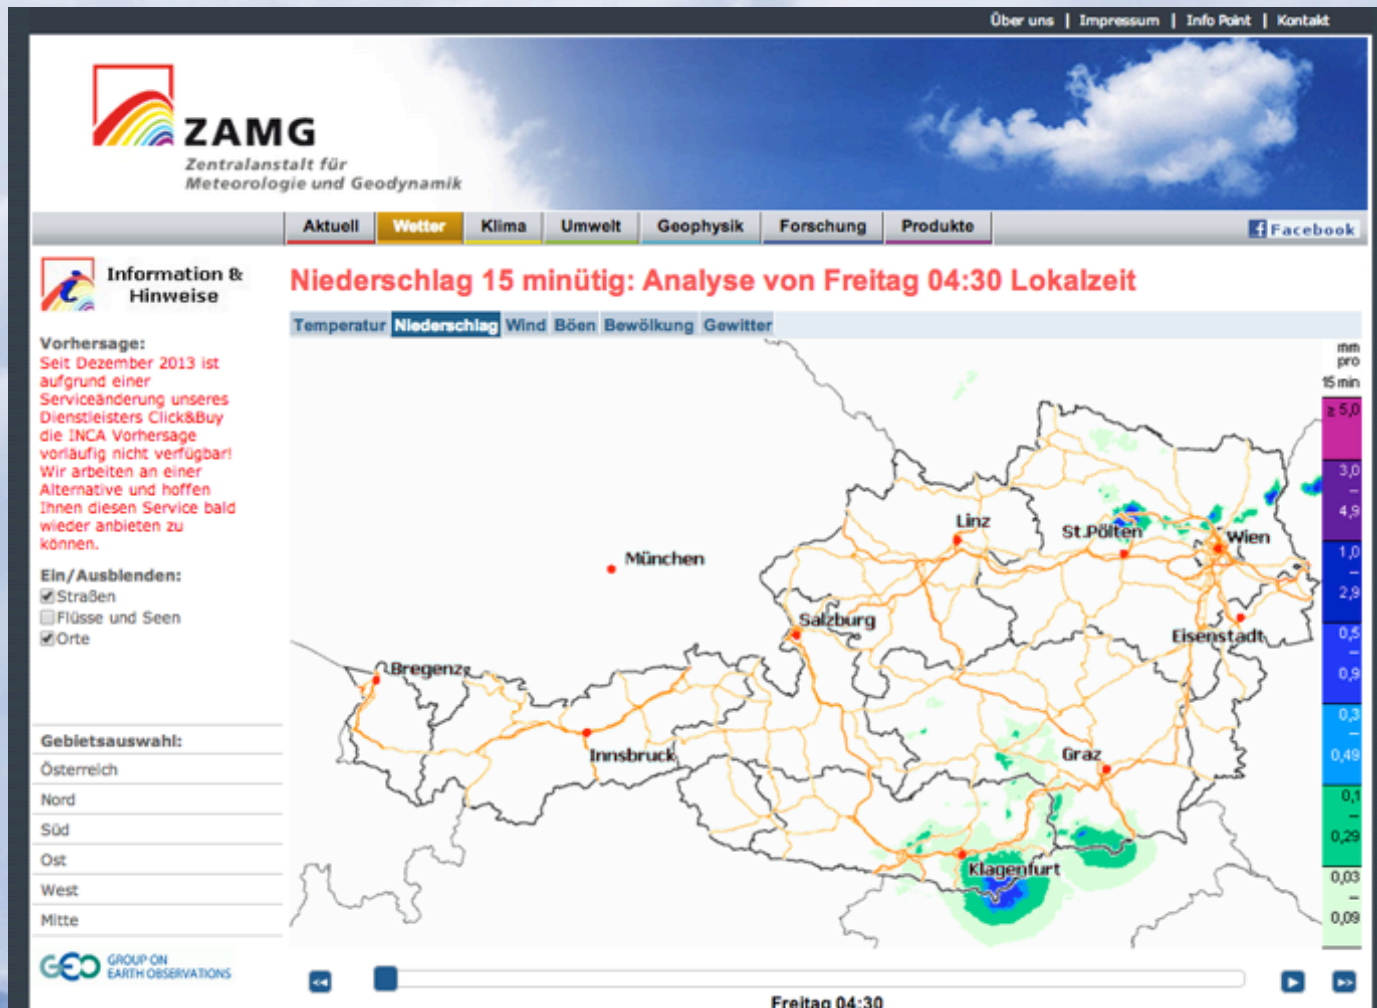 Über uns | Impressum | Info Point | Kontakt
ZAMG
Zentralanstalt für
Meteorologie und Geodynamik
Aktuell Wetter Klima Umwelt Geophysik Forschung Produkte
Facebook
Information &
Hinweise
Vorhersage:
Seit Dezember 2013 ist
aufgrund einer
Serviceänderung unseres
Dienstleisters Click&Buy
die INCA Vorhersage
vorläufig nicht verfügbar!
Wir arbeiten an einer
Alternative und hoffen
Ihnen diesen Service bald
wieder anbieten zu
können.
Ein/Ausblenden:
Straßen
Flüsse und Seen
Orte
Gebietsauswahl:
Österreich
Nord
Süd
Ost
West
Mitte
GEO GROUP ON
EARTH OBSERVATIONS
Niederschlag 15 minütig: Analyse von Freitag 04:30 Lokalzeit
Temperatur Niederschlag Wind Böen Bewölkung Gewitter
Linz
St.Pölten
Wien
München
Salzburg
Eisenstadt
Bregenz
Innsbruck
Graz
Klagenfurt
mm
pro
15 min
≥ 5,0
3,0
–
4,9
1,0
–
2,9
0,5
–
0,9
0,3
–
0,49
0,1
–
0,29
0,03
–
0,09
Freitag 04:30